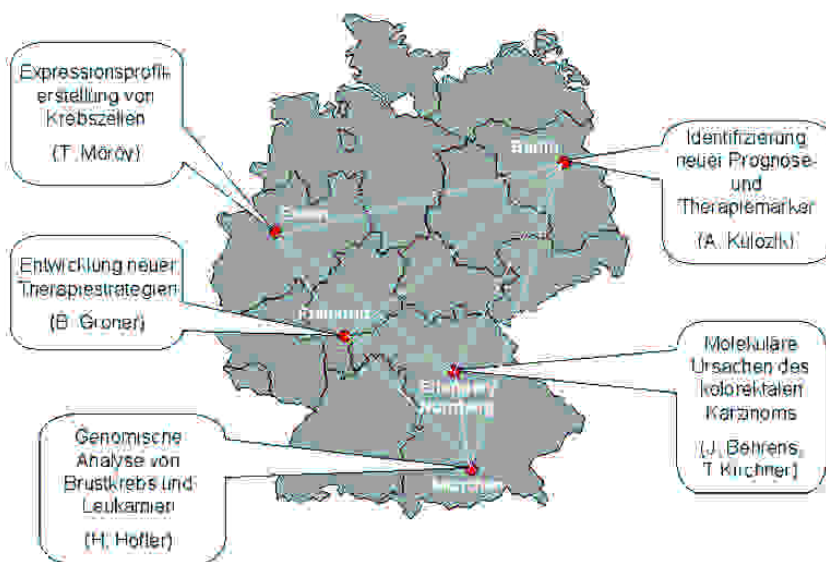 Expressionsprofil-
erstellung von
Krebszellen
(T. Möröy)
Entwicklung neuer
Therapiestrategien
(B. Groner)
Genomische
Analyse von
Brustkrebs und
Leukämien
(H. Höfler)
Berlin
Essen
Frankfurt
Erlangen/
Nürnberg
München
Identifizierung
neuer Prognose-
und
Therapiemarker
(A. Kulozik)
Molekulare
Ursachen des
kolorektalen
Karzinoms
(J. Behrens,
T. Kirchner)